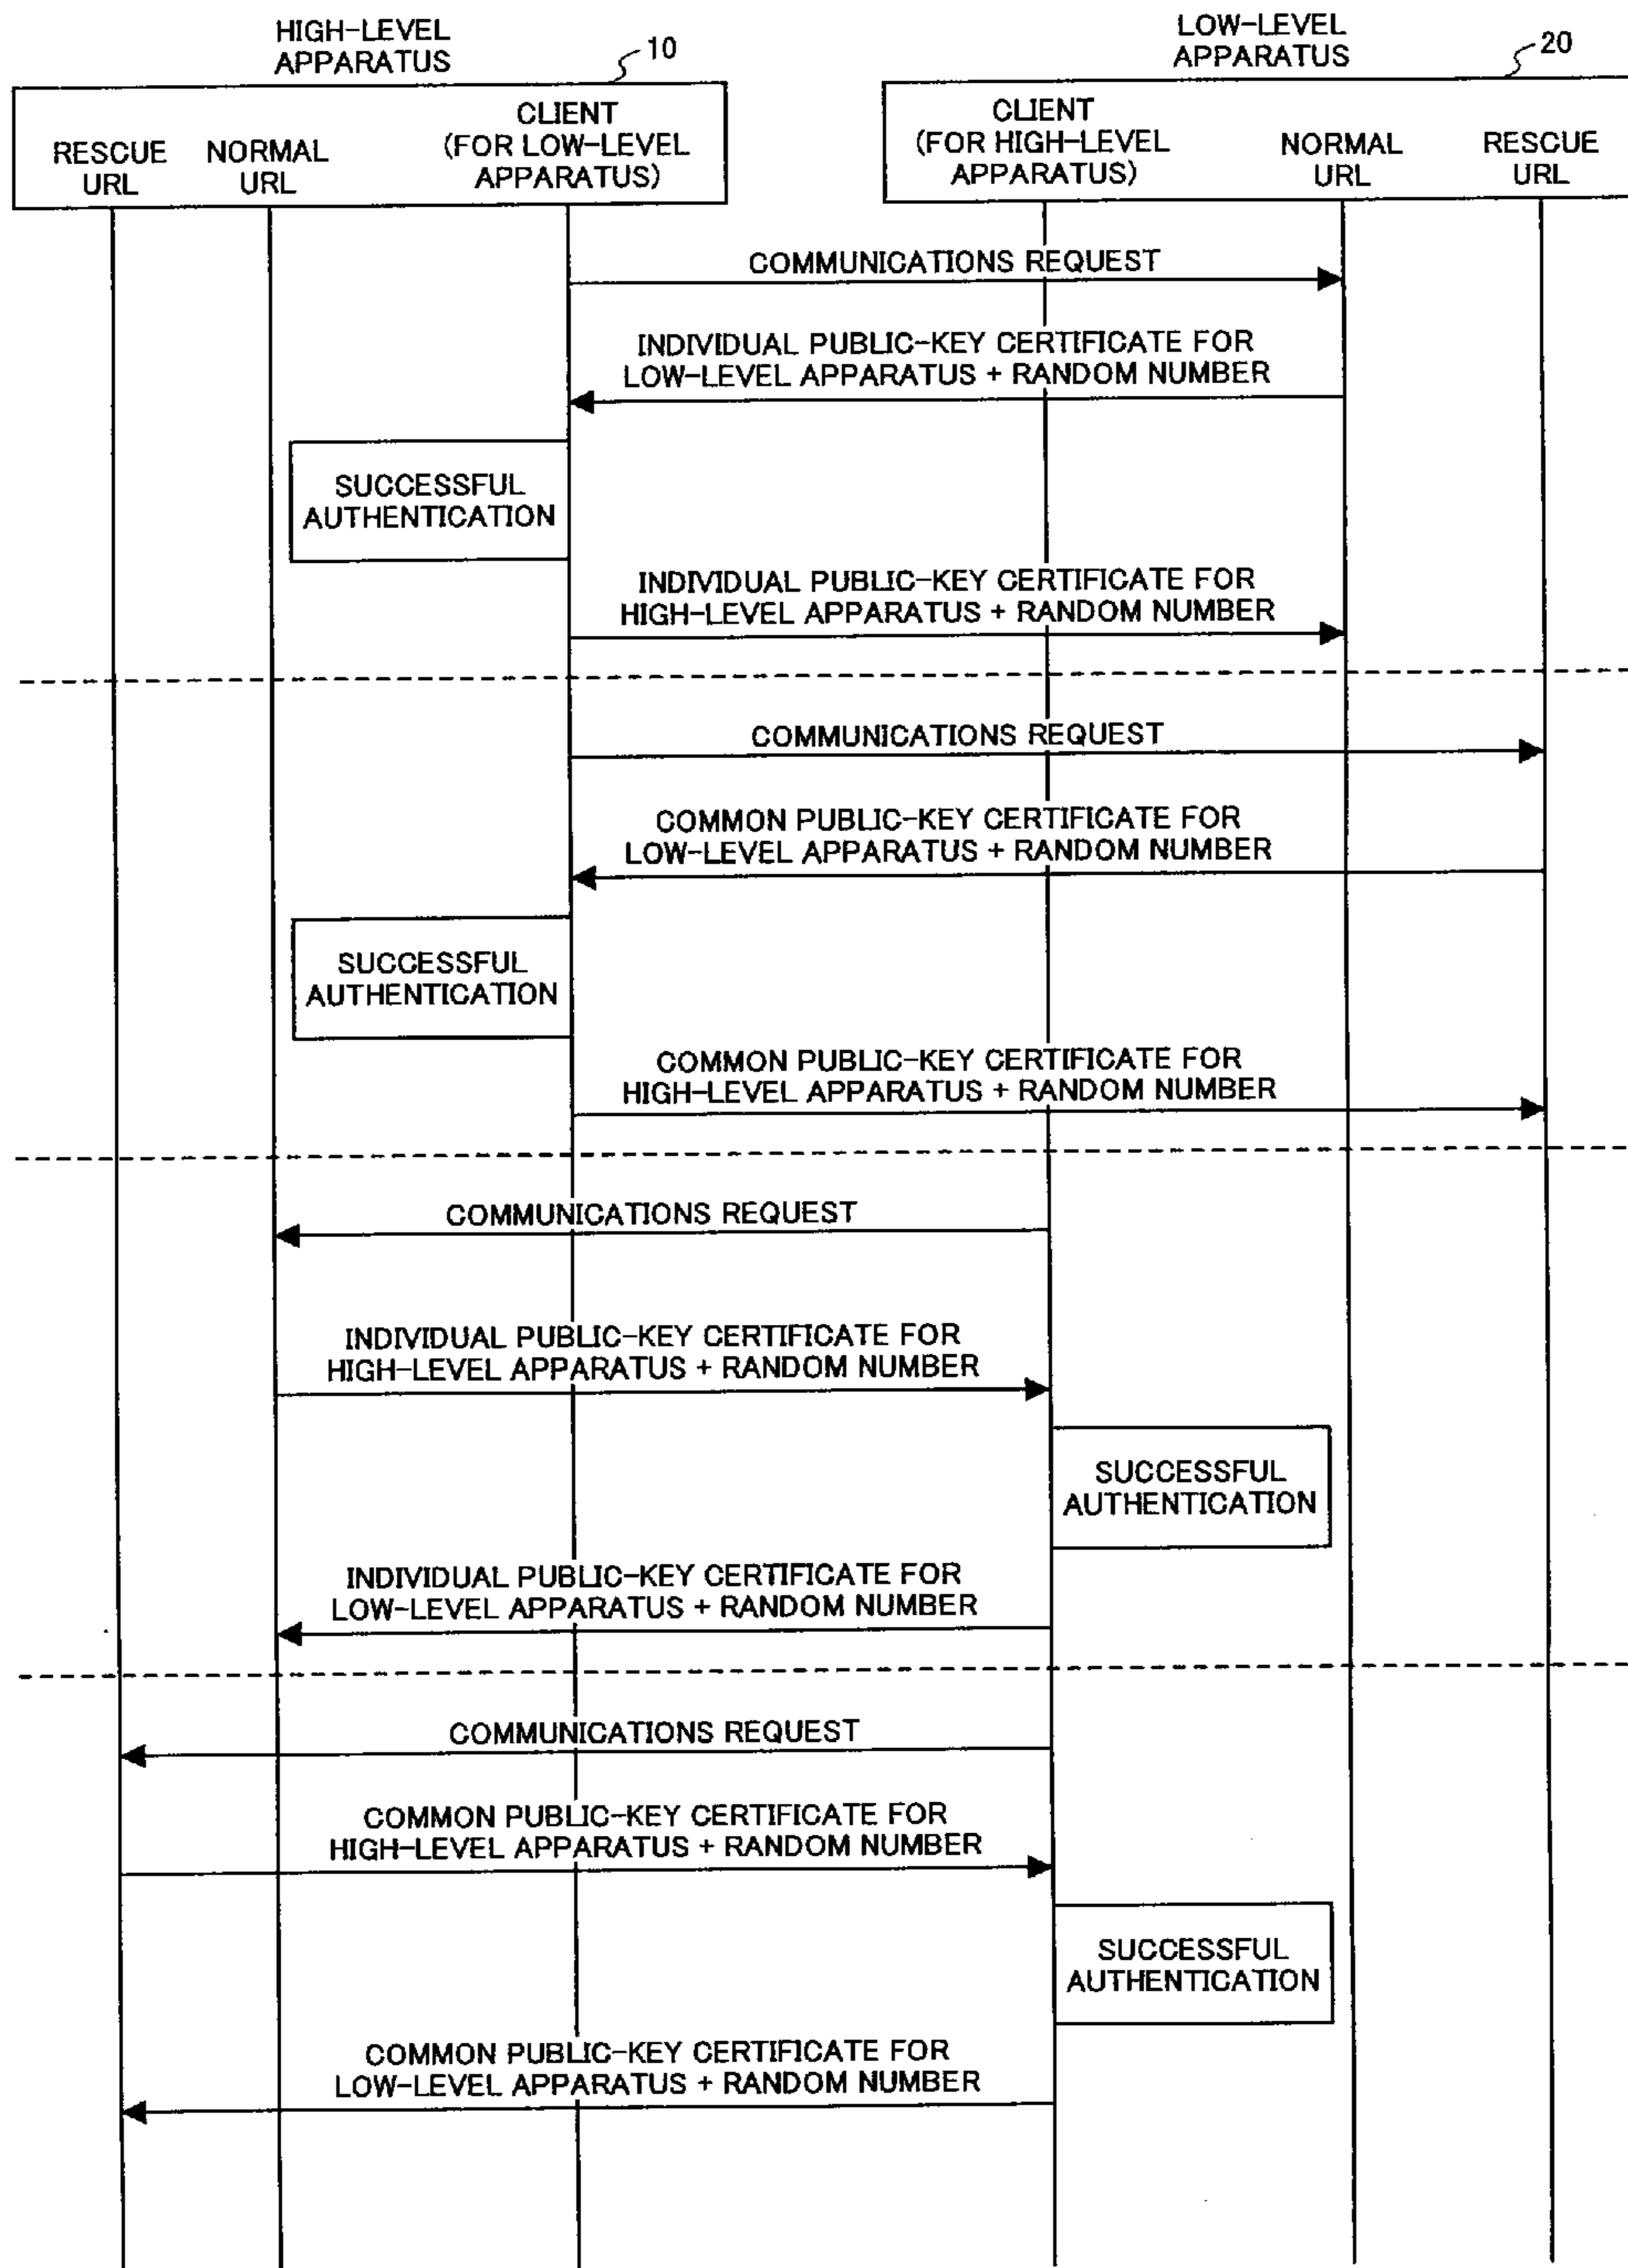 HIGH-LEVEL
APPARATUS
10
LOW-LEVEL
APPARATUS
20
RESCUE
URL
NORMAL
URL
CLIENT
(FOR LOW-LEVEL
APPARATUS)
CLIENT
(FOR HIGH-LEVEL
APPARATUS)
NORMAL
URL
RESCUE
URL
COMMUNICATIONS REQUEST
INDIVIDUAL PUBLIC-KEY CERTIFICATE FOR
LOW-LEVEL APPARATUS + RANDOM NUMBER
SUCCESSFUL
AUTHENTICATION
INDIVIDUAL PUBLIC-KEY CERTIFICATE FOR
HIGH-LEVEL APPARATUS + RANDOM NUMBER
COMMUNICATIONS REQUEST
COMMON PUBLIC-KEY CERTIFICATE FOR
LOW-LEVEL APPARATUS + RANDOM NUMBER
SUCCESSFUL
AUTHENTICATION
COMMON PUBLIC-KEY CERTIFICATE FOR
HIGH-LEVEL APPARATUS + RANDOM NUMBER
COMMUNICATIONS REQUEST
INDIVIDUAL PUBLIC-KEY CERTIFICATE FOR
HIGH-LEVEL APPARATUS + RANDOM NUMBER
SUCCESSFUL
AUTHENTICATION
INDIVIDUAL PUBLIC-KEY CERTIFICATE FOR
LOW-LEVEL APPARATUS + RANDOM NUMBER
COMMUNICATIONS REQUEST
COMMON PUBLIC-KEY CERTIFICATE FOR
HIGH-LEVEL APPARATUS + RANDOM NUMBER
SUCCESSFUL
AUTHENTICATION
COMMON PUBLIC-KEY CERTIFICATE FOR
LOW-LEVEL APPARATUS + RANDOM NUMBER